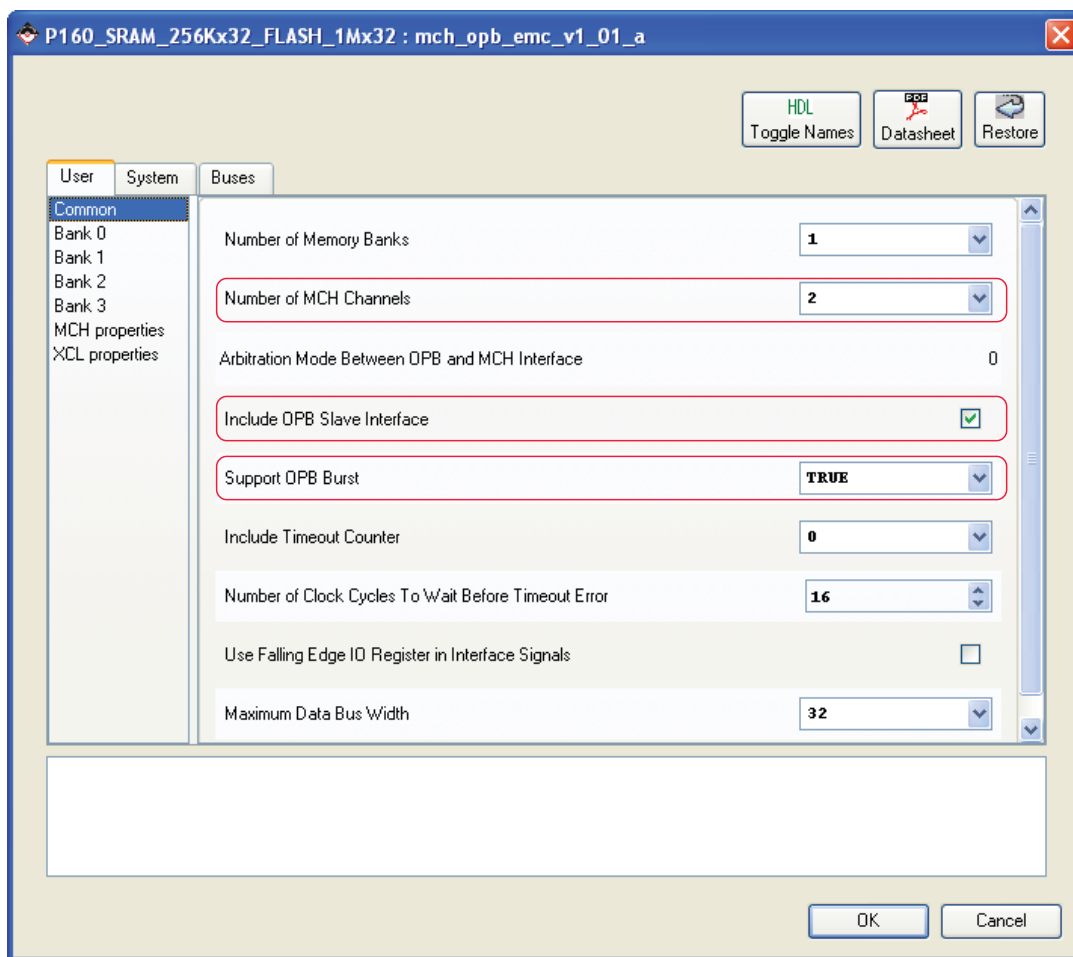 P160_SRAM_256Kx32_FLASH_1Mx32 : mch_opb_emc_v1_01_a
HDL
Toggle Names
PDF
Datasheet
Restore
User
System
Buses
Common
Bank 0
Bank 1
Bank 2
Bank 3
MCH properties
XCL properties
Number of Memory Banks 1
Number of MCH Channels 2
Arbitration Mode Between OPB and MCH Interface 0
Include OPB Slave Interface
Support OPB Burst TRUE
Include Timeout Counter 0
Number of Clock Cycles To Wait Before Timeout Error 16
Use Falling Edge IO Register in Interface Signals
Maximum Data Bus Width 32
OK
Cancel